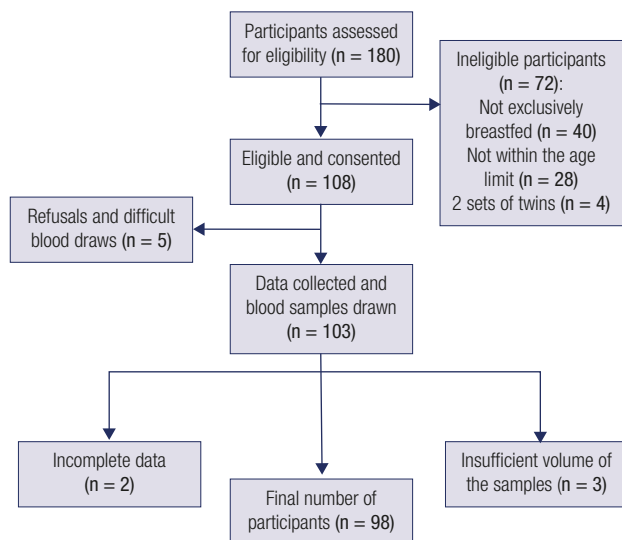 Participants assessed
for eligibility (n = 180)
Ineligible participants
(n = 72):
Not exclusively
breastfed (n = 40)
Not within the age
limit (n = 28)
2 sets of twins (n = 4)
Eligible and consented
(n = 108)
Refusals and difficult
blood draws (n = 5)
Data collected and
blood samples drawn
(n = 103)
Incomplete data
(n = 2)
Final number of
participants (n = 98)
Insufficient volume of
the samples (n = 3)